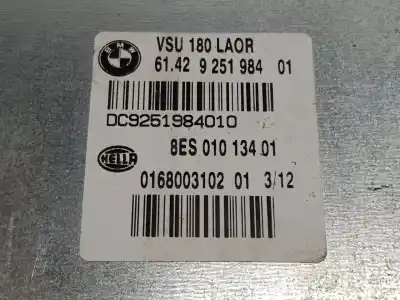 BMW
VSU 180 LAOR
61.42 9 251 984 01
DC9251984010
HELLA
8ES 010 134 01
0168003102 01 3/12